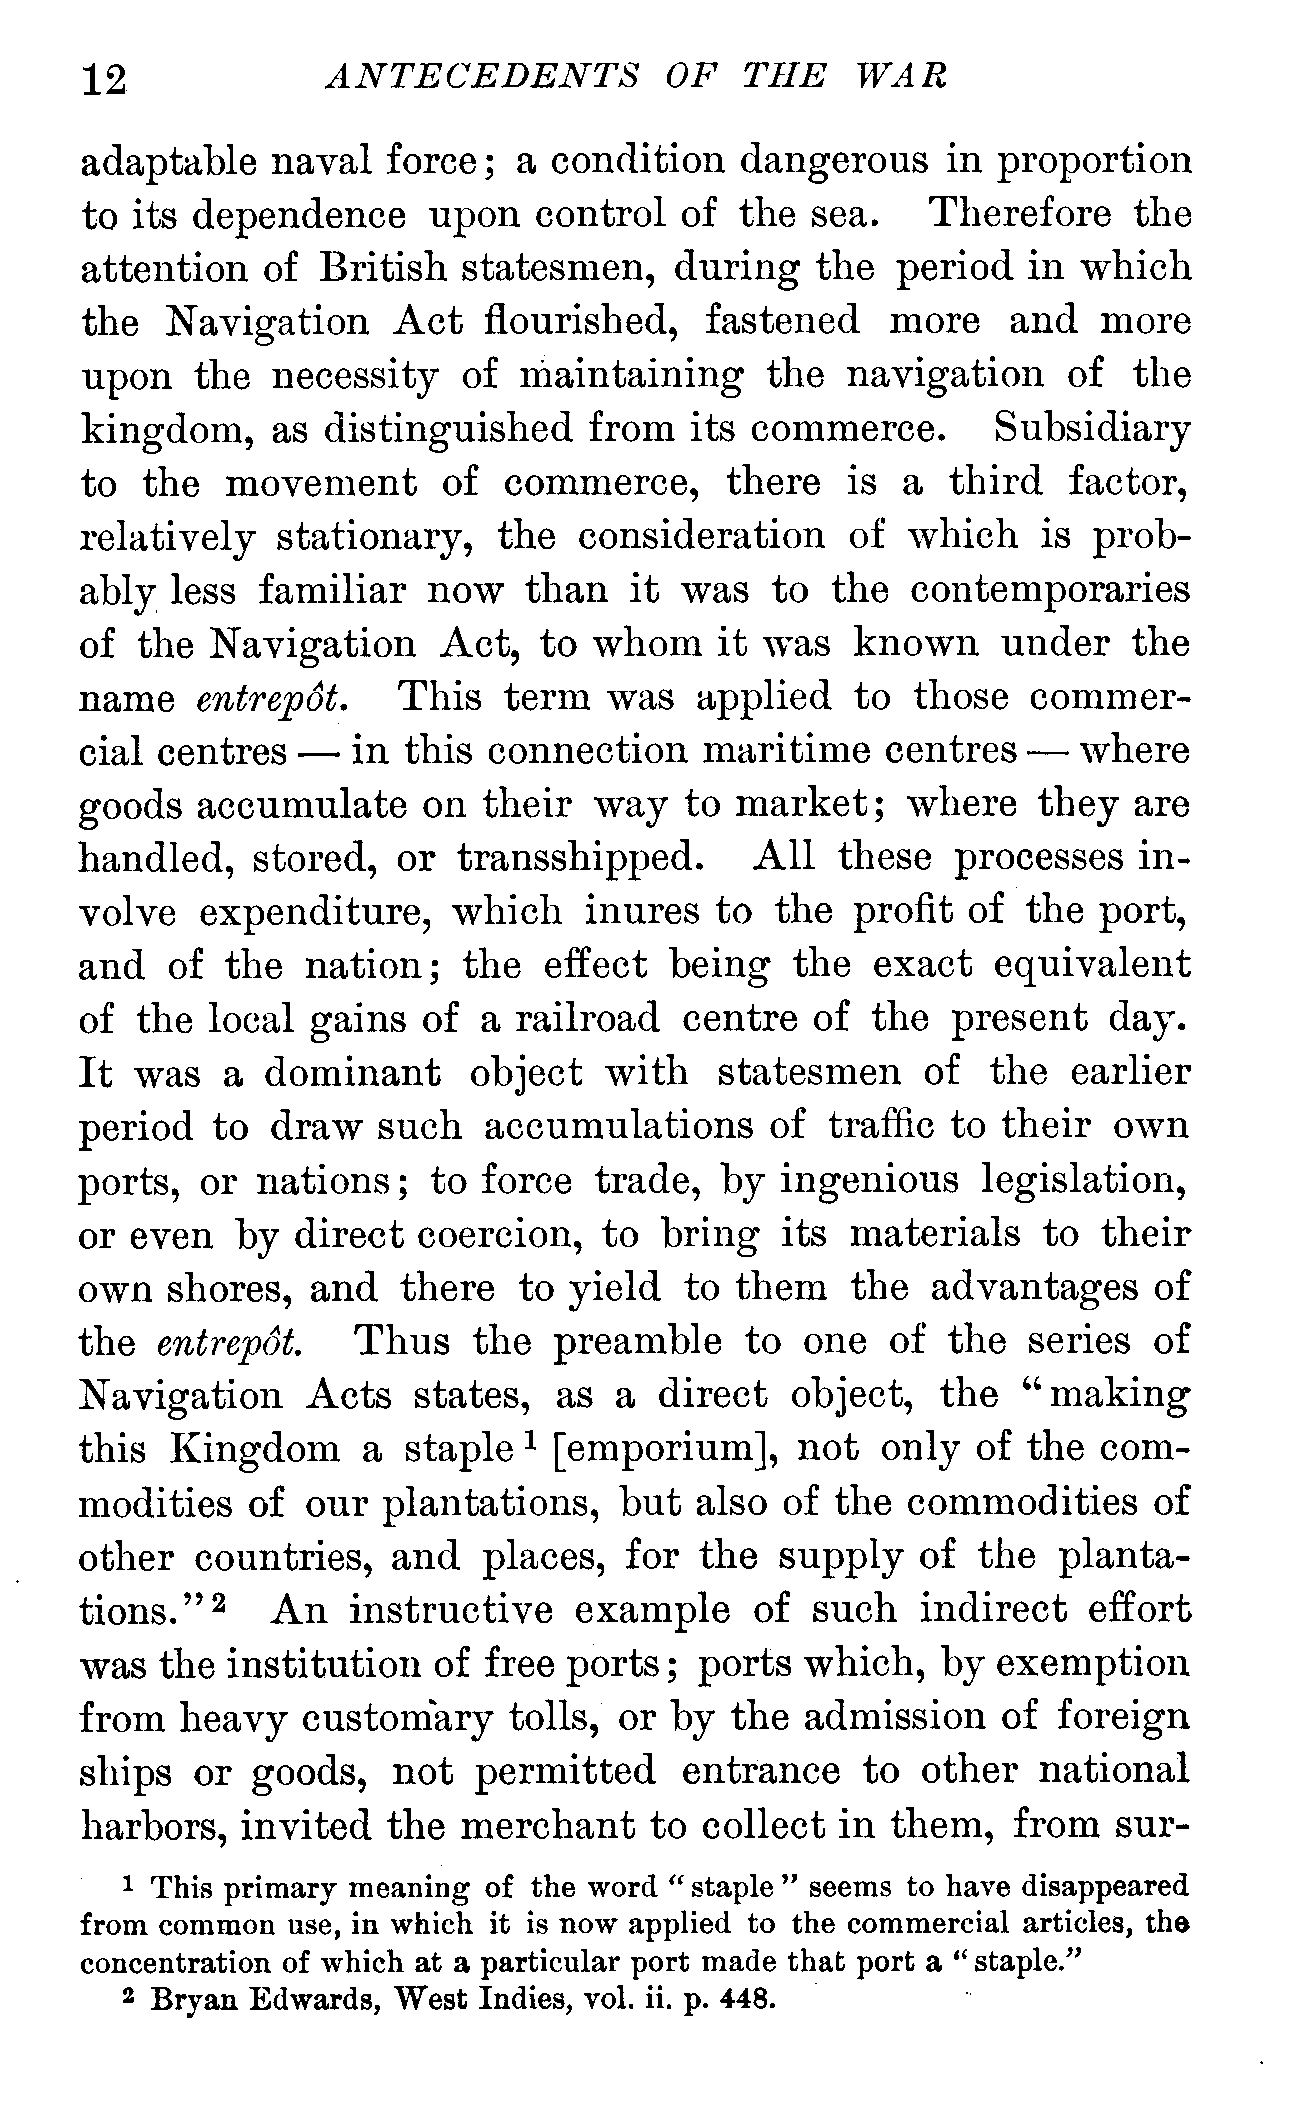 12 ANTECEDENTS OF THE WAR
adaptable naval force; a condition dangerous in proportion
to its dependence upon control of the sea. Therefore the
attention of British statesmen, during the period in which
the Navigation Act flourished, fastened more and more
upon the necessity of maintaining the navigation of the
kingdom, as distinguished from its commerce. Subsidiary
to the movement of commerce, there is a third factor,
relatively stationary, the consideration of which is prob-
ably less familiar now than it was to the contemporaries
of the Navigation Act, to whom it was known under the
name entrepôt. This term was applied to those commer-
cial centres — in this connection maritime centres — where
goods accumulate on their way to market; where they are
handled, stored, or transshipped. All these processes in-
volve expenditure, which inures to the profit of the port,
and of the nation; the effect being the exact equivalent
of the local gains of a railroad centre of the present day.
It was a dominant object with statesmen of the earlier
period to draw such accumulations of traffic to their own
ports, or nations; to force trade, by ingenious legislation,
or even by direct coercion, to bring its materials to their
own shores, and there to yield to them the advantages of
the entrepôt. Thus the preamble to one of the series of
Navigation Acts states, as a direct object, the “making
this Kingdom a staple ¹ [emporium], not only of the com-
modities of our plantations, but also of the commodities of
other countries, and places, for the supply of the planta-
tions.” ² An instructive example of such indirect effort
was the institution of free ports; ports which, by exemption
from heavy customary tolls, or by the admission of foreign
ships or goods, not permitted entrance to other national
harbors, invited the merchant to collect in them, from sur-
¹ This primary meaning of the word “staple” seems to have disappeared
from common use, in which it is now applied to the commercial articles, the
concentration of which at a particular port made that port a “staple.”
² Bryan Edwards, West Indies, vol. ii. p. 448.